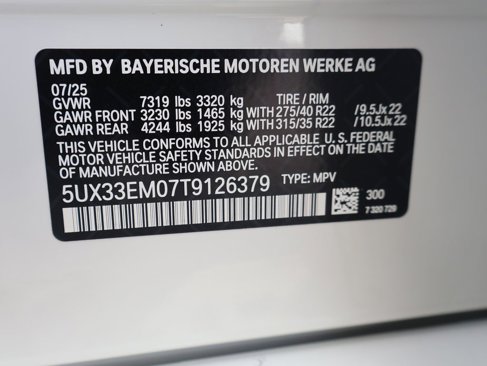 MFD BY BAYERISCHE MOTOREN WERKE AG
07/25
GVWR 7319 lbs 3320 kg TIRE / RIM
GAWR FRONT 3230 lbs 1465 kg WITH 275/40 R22 /9.5Jx22
GAWR REAR 4244 lbs 1925 kg WITH 315/35 R22 /10.5Jx22
THIS VEHICLE CONFORMS TO ALL APPLICABLE U. S. FEDERAL
MOTOR VEHICLE SAFETY STANDARDS IN EFFECT ON THE DATE OF
MANUFACTURE SHOWN ABOVE.
5UX33EM07T9126379 TYPE: MPV
300
7 320 729